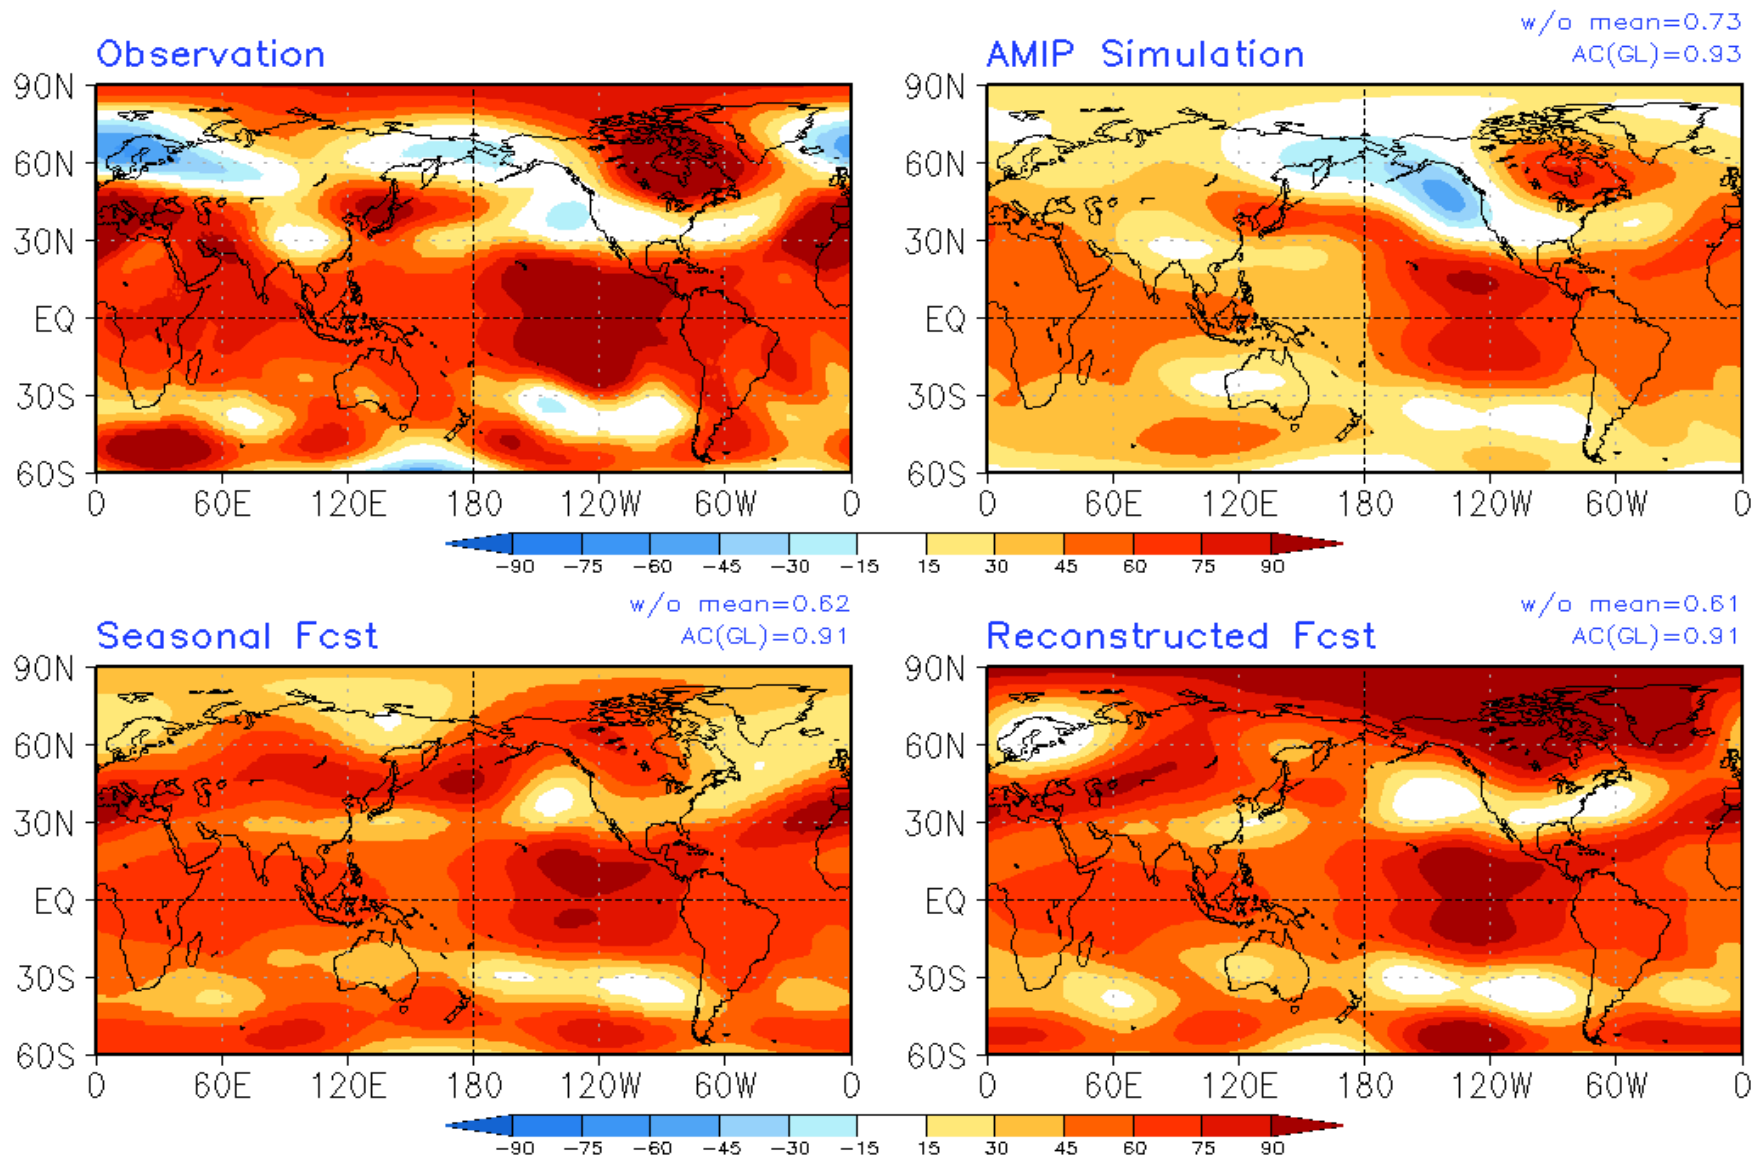 w/o mean=0.73
Observation
AMIP Simulation
AC(GL)=0.93
90N
60N
30N
EQ
30S
60S
0 60E 120E 180 120W 60W 0
90N
60N
30N
EQ
30S
60S
0 60E 120E 180 120W 60W 0
-90 -75 -60 -45 -30 -15 15 30 45 60 75 90
w/o mean=0.62
Seasonal Fcst
AC(GL)=0.91
w/o mean=0.61
Reconstructed Fcst
AC(GL)=0.91
90N
60N
30N
EQ
30S
60S
0 60E 120E 180 120W 60W 0
90N
60N
30N
EQ
30S
60S
0 60E 120E 180 120W 60W 0
-90 -75 -60 -45 -30 -15 15 30 45 60 75 90